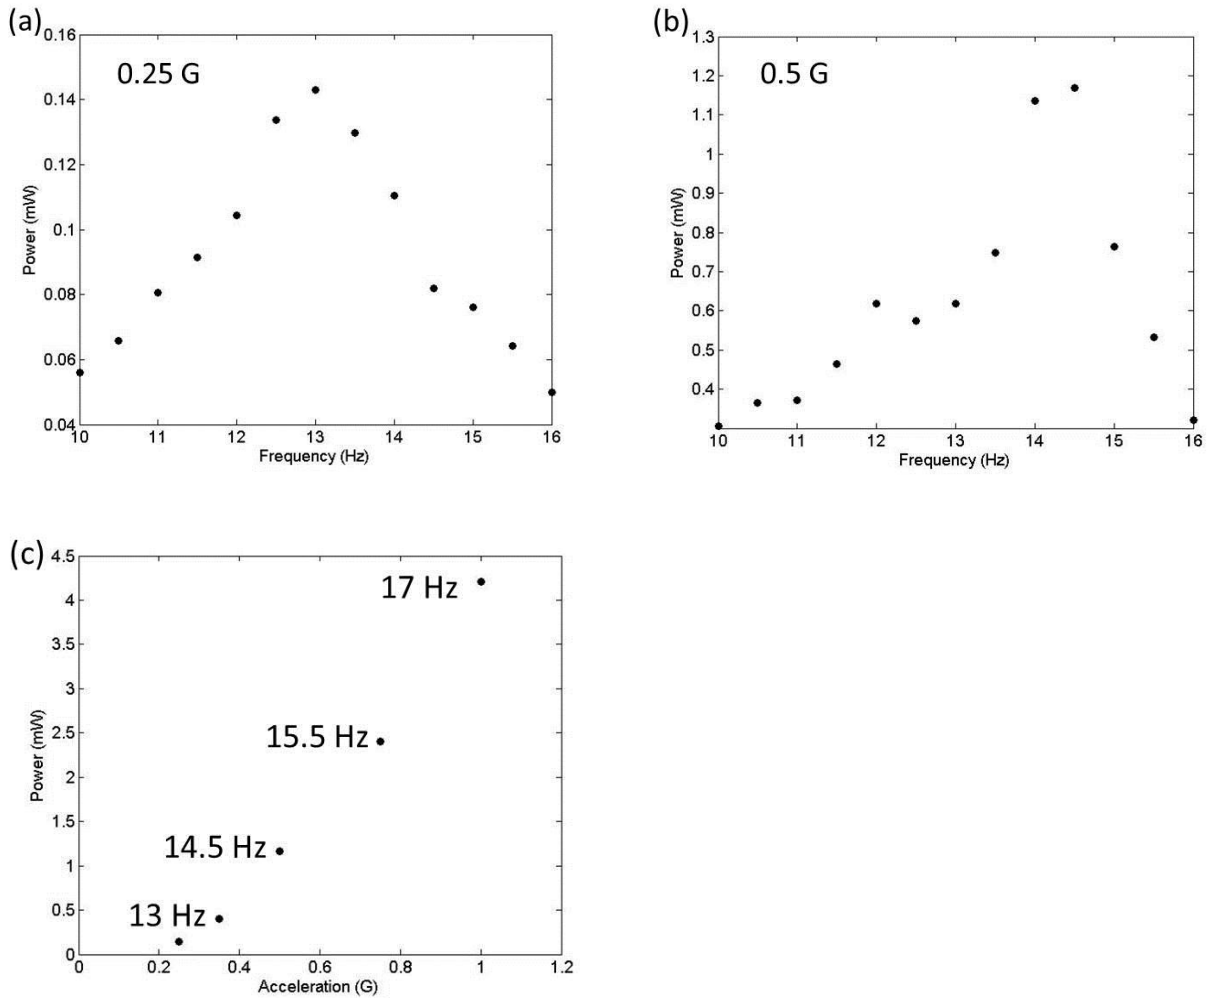 (a)
0.25 G
0.16
0.14
0.12
0.1
0.08
0.06
0.04
Power (mW)
10 11 12 13 14 15 16
Frequency (Hz)
(b)
0.5 G
1.3
1.2
1.1
1
0.9
0.8
0.7
0.6
0.5
0.4
Power (mW)
10 11 12 13 14 15 16
Frequency (Hz)
(c)
4.5
4
3.5
3
2.5
2
1.5
1
0.5
0
Power (mW)
17 Hz
15.5 Hz
14.5 Hz
13 Hz
0 0.2 0.4 0.6 0.8 1 1.2
Acceleration (G)